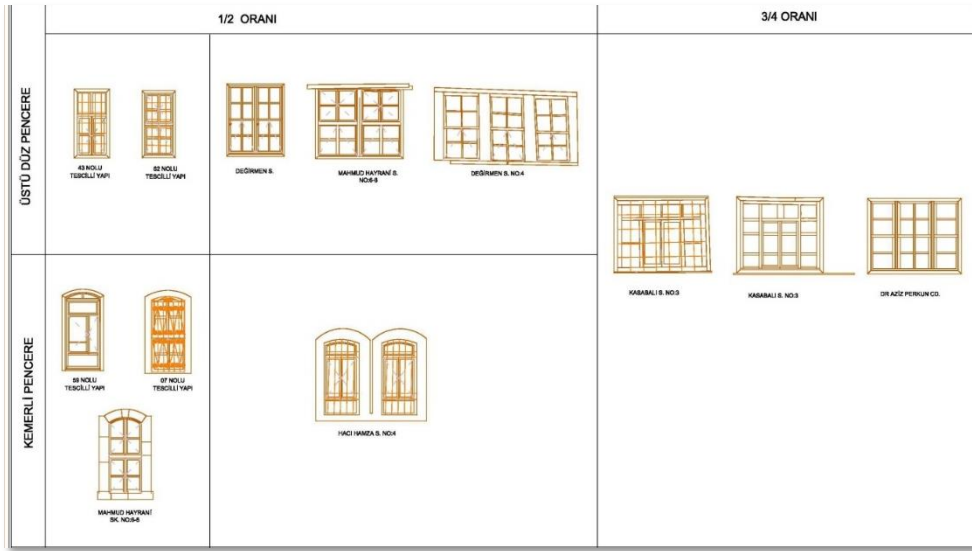 1/2 ORANI
3/4 ORANI
ÜSTÜ DÜZ PENCERE
43 NOLU
TESCİLLİ YAPI
52 NOLU
TESCİLLİ YAPI
DEĞİRMEN S.
MAHMUD HAYRANİ S.
NO:6-8
DEĞİRMEN S. NO:4
KASABALI S. NO:3
KASABALI S. NO:5
DR AZİZ PERKUN CD.
KEMERLİ PENCERE
59 NOLU
TESCİLLİ YAPI
07 NOLU
TESCİLLİ YAPI
HACI HAMZA S. NO:4
MAHMUD HAYRANİ
SK. NO:6-8